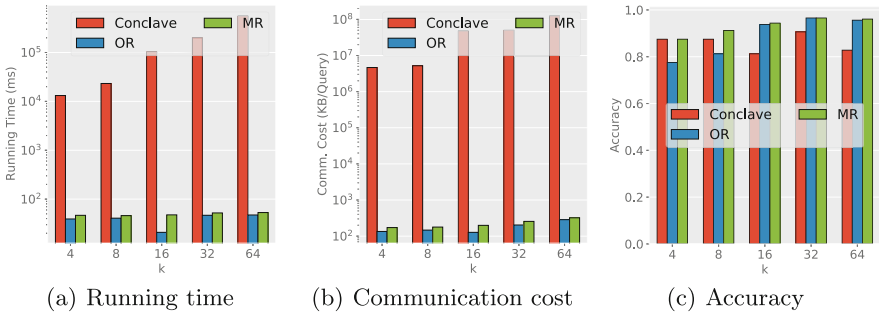 Conclave
OR
MR
Running Time (ms)
10^5
10^4
10^2
4 8 16 32 64
k
(a) Running time
Conclave
OR
MR
Comm. Cost (KB/Query)
10^8
10^7
10^6
10^5
10^4
10^3
10^2
4 8 16 32 64
k
(b) Communication cost
Conclave
OR
MR
Accuracy
1.0
0.8
0.6
0.4
0.2
0.0
4 8 16 32 64
k
(c) Accuracy